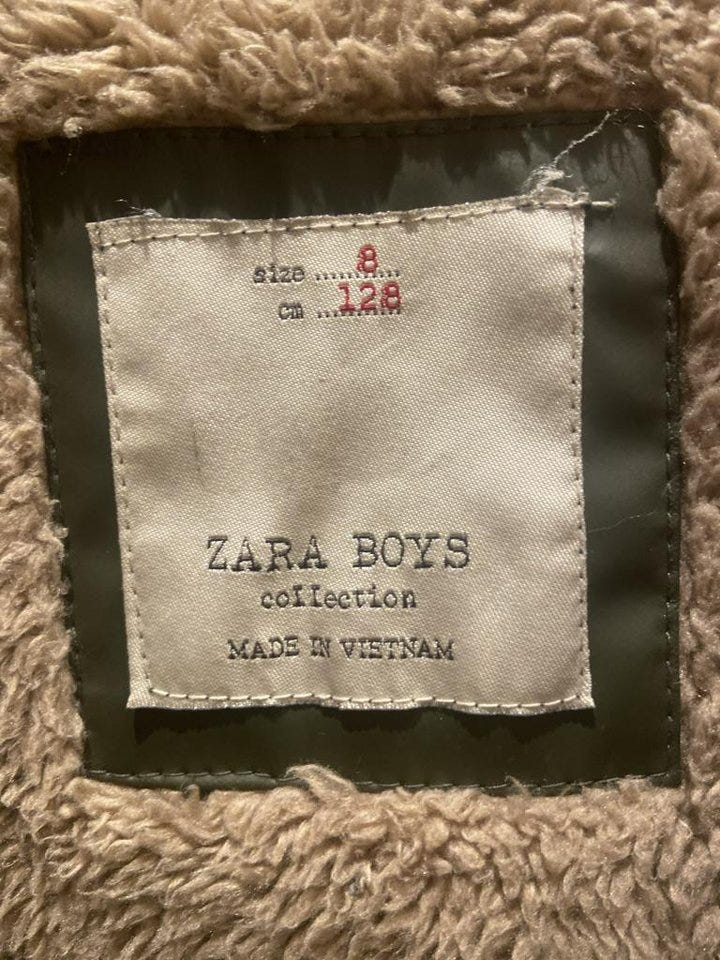 size ......8....
cm ...128
ZARA BOYS
collection
MADE IN VIETNAM